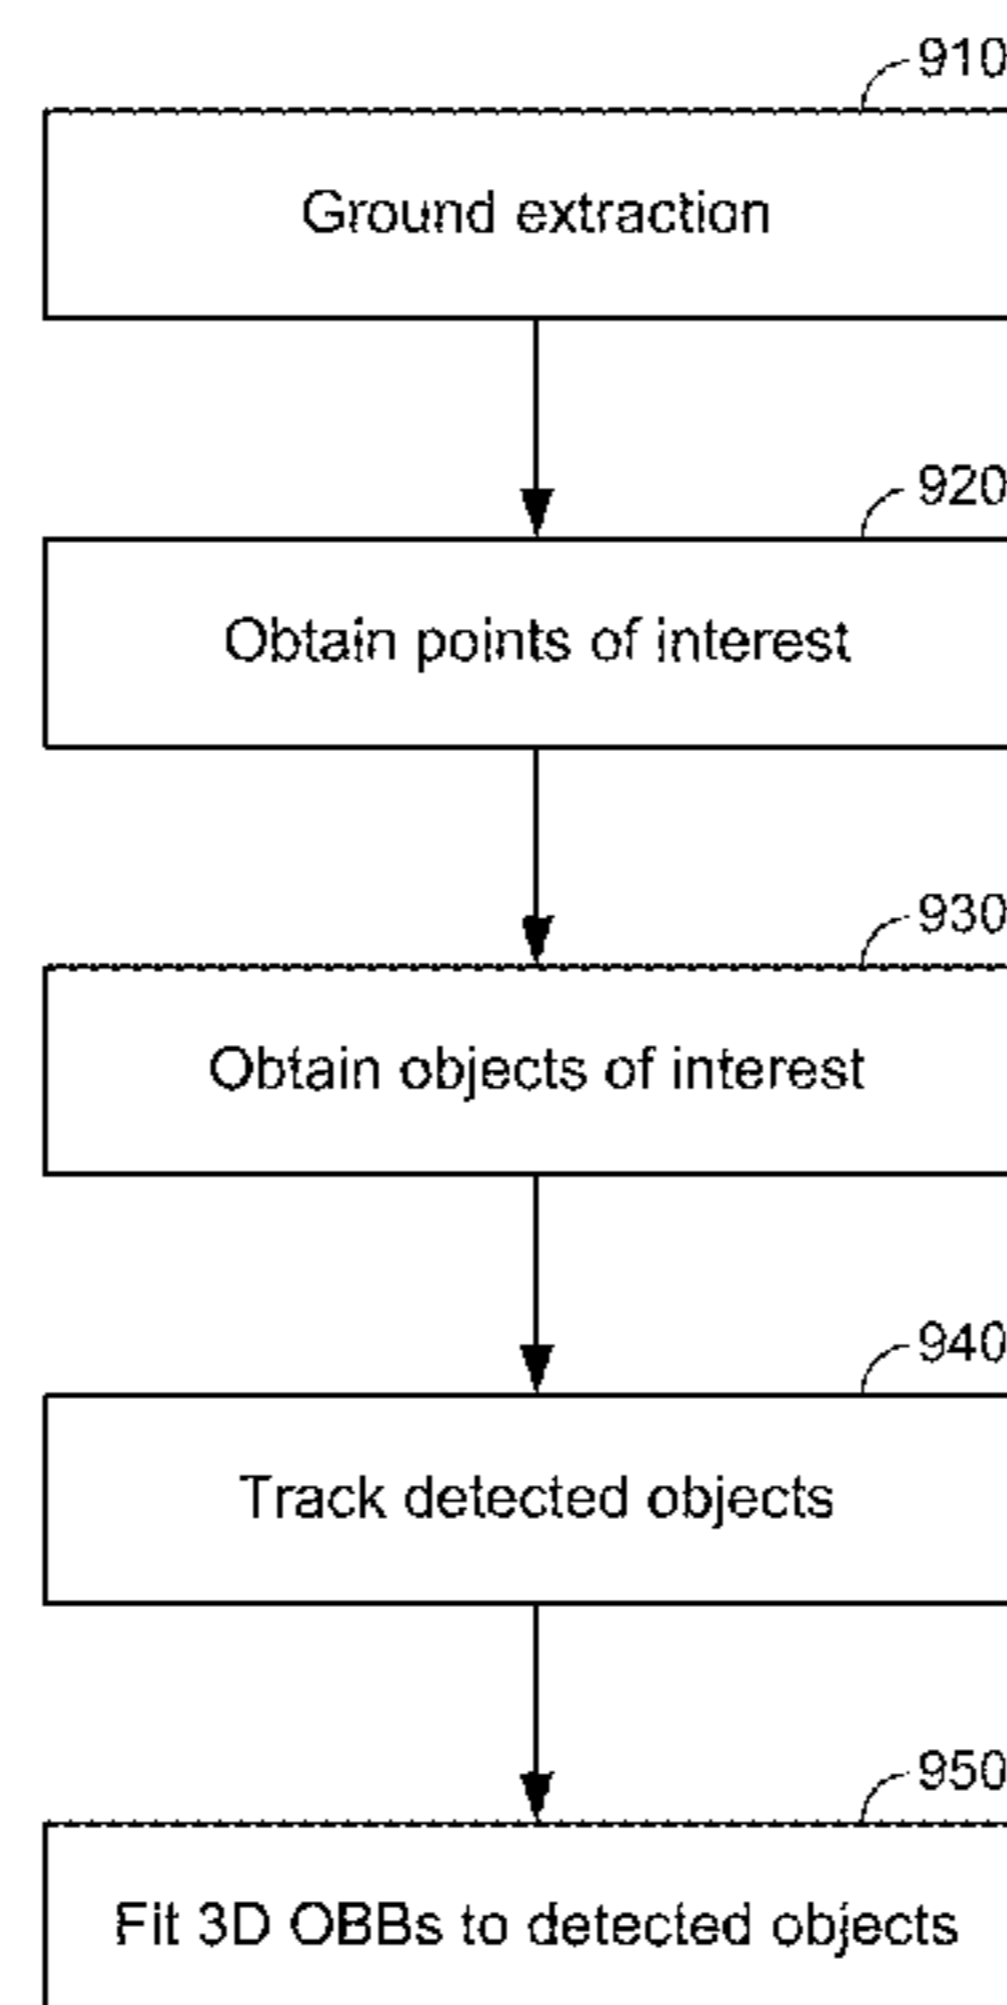 910
Ground extraction
920
Obtain points of interest
930
Obtain objects of interest
940
Track detected objects
950
Fit 3D OBBs to detected objects